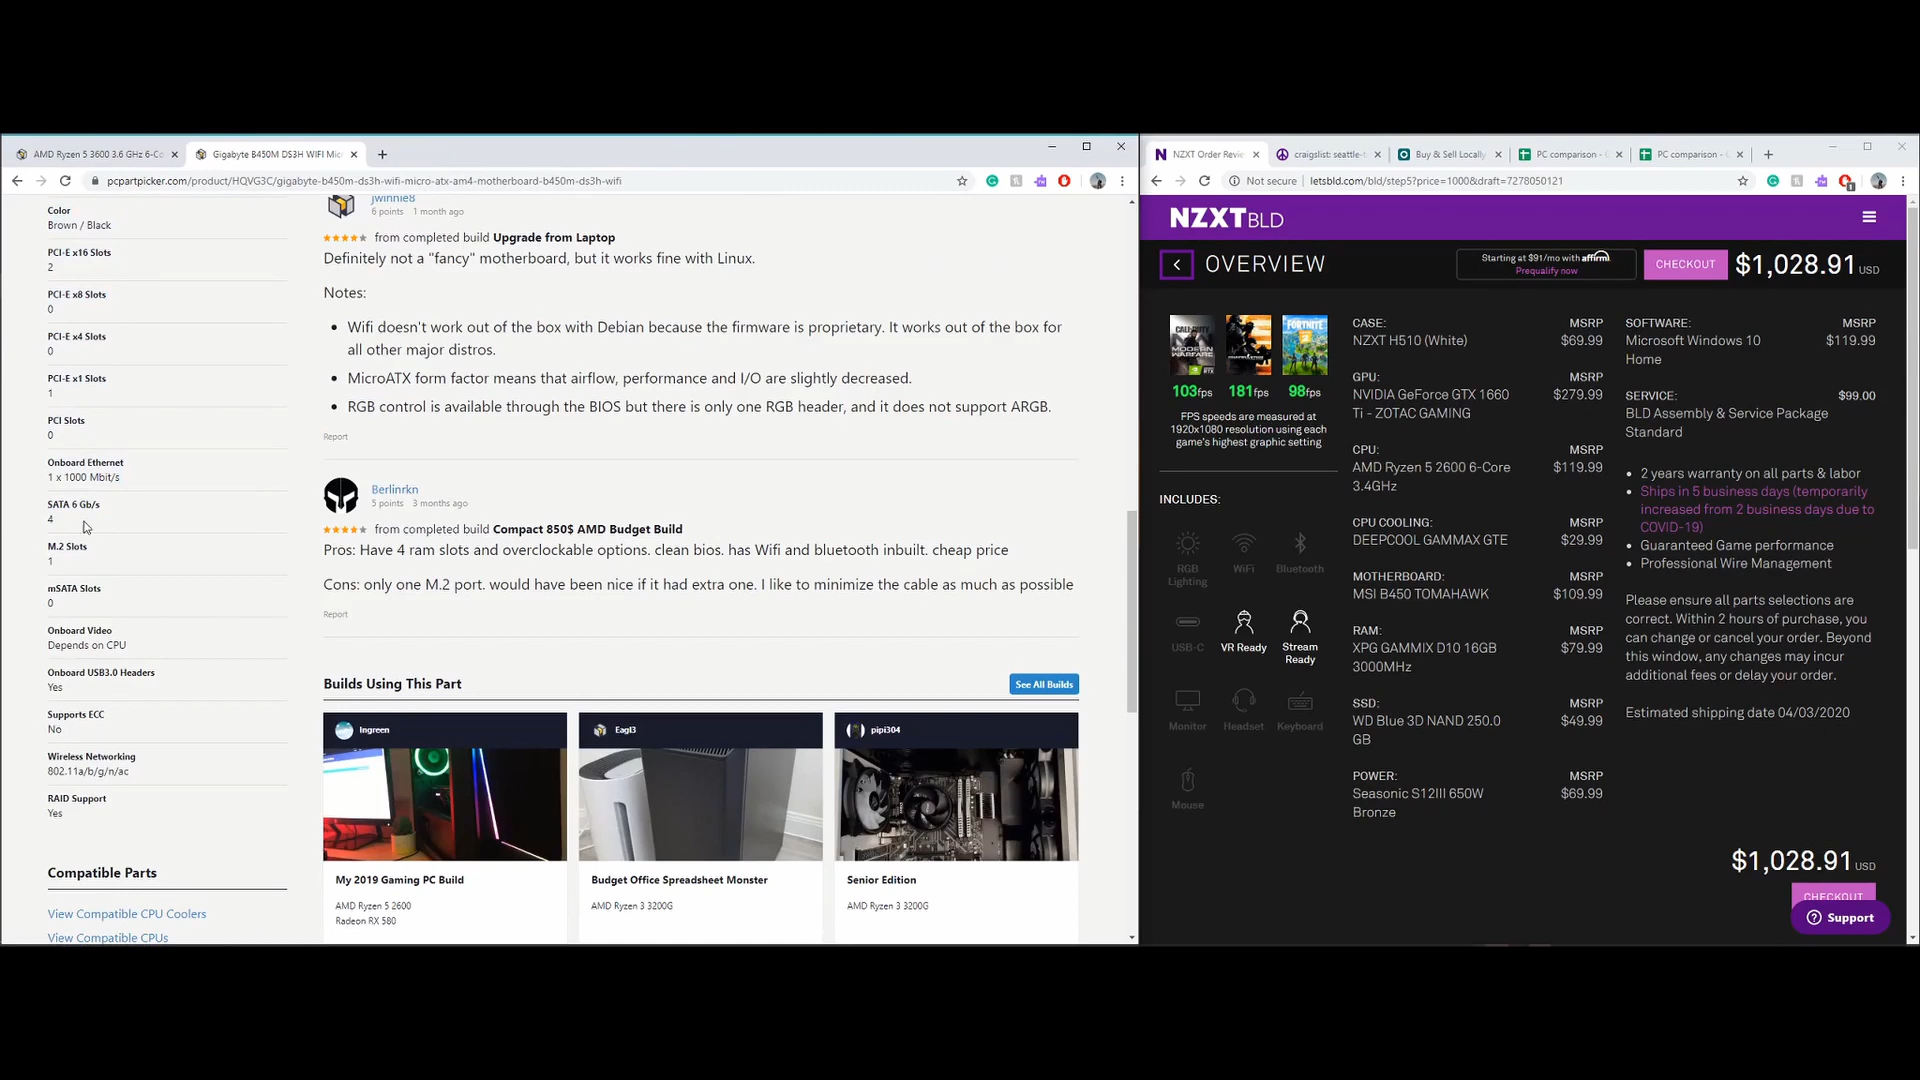 AMD Ryzen 5 3600 3.6 GHz 6-Co
Gigabyte B450M DS3H WIFI Mic
pcpartpicker.com/product/HQVG3C/gigabyte-b450m-ds3h-wifi-micro-atx-am4-motherboard-b450m-ds3h-wifi
Color
Brown / Black
PCI-E x16 Slots
2
PCI-E x8 Slots
0
PCI-E x4 Slots
0
PCI-E x1 Slots
1
PCI Slots
0
Onboard Ethernet
1 x 1000 Mbit/s
SATA 6 Gb/s
4
M.2 Slots
1
mSATA Slots
0
Onboard Video
Depends on CPU
Onboard USB3.0 Headers
Yes
Supports ECC
No
Wireless Networking
802.11a/b/g/n/ac
RAID Support
Yes
Compatible Parts
View Compatible CPU Coolers
View Compatible CPUs
jwinnie8
6 points 1 month ago
from completed build Upgrade from Laptop
Definitely not a "fancy" motherboard, but it works fine with Linux.
Notes:
• Wifi doesn't work out of the box with Debian because the firmware is proprietary. It works out of the box for
all other major distros.
• MicroATX form factor means that airflow, performance and I/O are slightly decreased.
• RGB control is available through the BIOS but there is only one RGB header, and it does not support ARGB.
Report
Berlinrkn
5 points 3 months ago
from completed build Compact 850$ AMD Budget Build
Pros: Have 4 ram slots and overclockable options. clean bios. has Wifi and bluetooth inbuilt. cheap price
Cons: only one M.2 port. would have been nice if it had extra one. I like to minimize the cable as much as possible
Report
Builds Using This Part
See All Builds
Ingreen
My 2019 Gaming PC Build
AMD Ryzen 5 2600
Radeon RX 580
Eagl3
Budget Office Spreadsheet Monster
AMD Ryzen 3 3200G
pipi304
Senior Edition
AMD Ryzen 3 3200G
NZXT Order Revie
craigslist: seattle-t
Buy & Sell Locally
PC comparison - G
PC comparison - G
Not secure
letsbld.com/bld/step5?price=1000&draft=7278050121
NZXT BLD
OVERVIEW
Starting at $91/mo with affirm
Prequalify now
CHECKOUT
$1,028.91 USD
CALL OF DUTY
MODERN WARFARE
FORTNITE
103fps
181fps
98fps
FPS speeds are measured at
1920x1080 resolution using each
game's highest graphic setting
INCLUDES:
RGB
Lighting
WiFi
Bluetooth
USB-C
VR Ready
Stream
Ready
Monitor
Headset
Keyboard
Mouse
CASE: MSRP
NZXT H510 (White) $69.99
GPU: MSRP
NVIDIA GeForce GTX 1660 $279.99
Ti - ZOTAC GAMING
CPU: MSRP
AMD Ryzen 5 2600 6-Core $119.99
3.4GHz
CPU COOLING: MSRP
DEEPCOOL GAMMAX GTE $29.99
MOTHERBOARD: MSRP
MSI B450 TOMAHAWK $109.99
RAM: MSRP
XPG GAMMIX D10 16GB $79.99
3000MHz
SSD: MSRP
WD Blue 3D NAND 250.0 $49.99
GB
POWER: MSRP
Seasonic S12III 650W $69.99
Bronze
SOFTWARE: MSRP
Microsoft Windows 10 $119.99
Home
SERVICE: $99.00
BLD Assembly & Service Package
Standard
• 2 years warranty on all parts & labor
• Ships in 5 business days (temporarily
increased from 2 business days due to
COVID-19)
• Guaranteed Game performance
• Professional Wire Management
Please ensure all parts selections are
correct. Within 2 hours of purchase, you
can change or cancel your order. Beyond
this window, any changes may incur
additional fees or delay your order.
Estimated shipping date 04/03/2020
$1,028.91 USD
CHECKOUT
Support